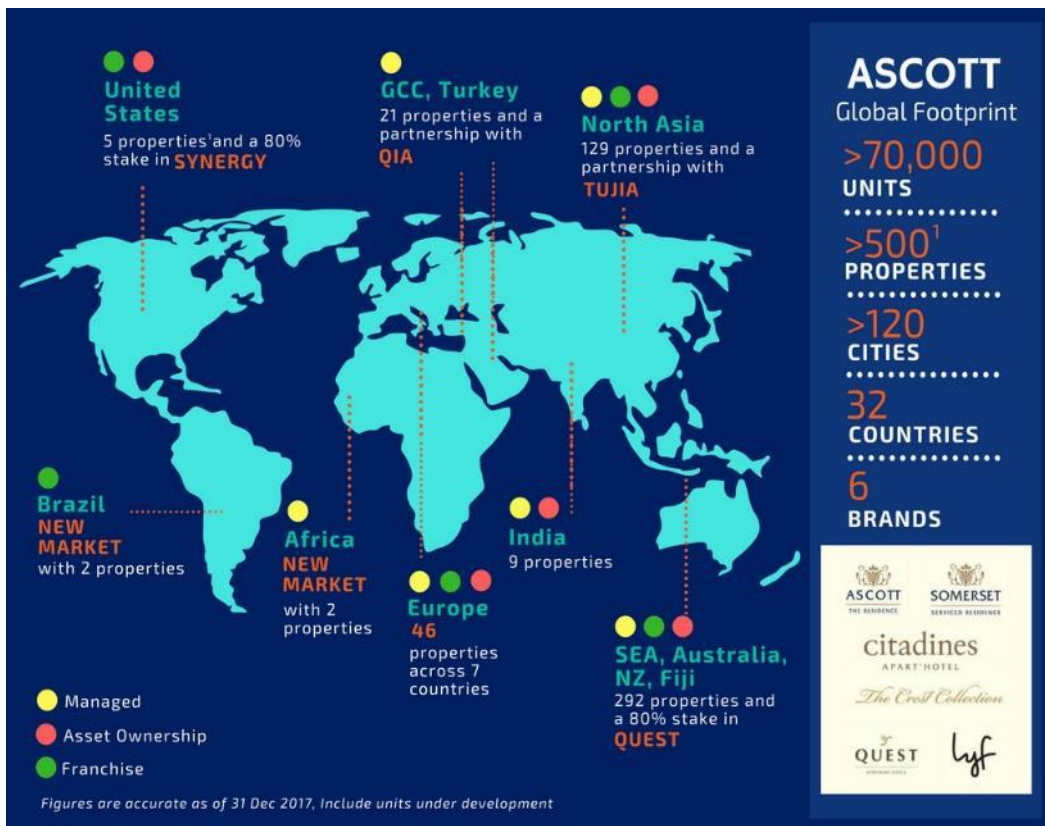 United
States
5 properties¹and a 80%
stake in SYNERGY
GCC, Turkey
21 properties and a
partnership with
QIA
North Asia
129 properties and a
partnership with
TUJIA
Brazil
NEW
MARKET
with 2 properties
Africa
NEW
MARKET
with 2
properties
Europe
46
properties
across 7
countries
India
9 properties
SEA, Australia,
NZ, Fiji
292 properties and
a 80% stake in
QUEST
Managed
Asset Ownership
Franchise
Figures are accurate as of 31 Dec 2017, Include units under development
ASCOTT
Global Footprint
>70,000
UNITS
>500¹
PROPERTIES
>120
CITIES
32
COUNTRIES
6
BRANDS
ASCOTT
THE RESIDENCE
SOMERSET
SERVICED RESIDENCE
citadines
APART'HOTEL
The Crest Collection
QUEST
APARTMENT HOTELS
lyf